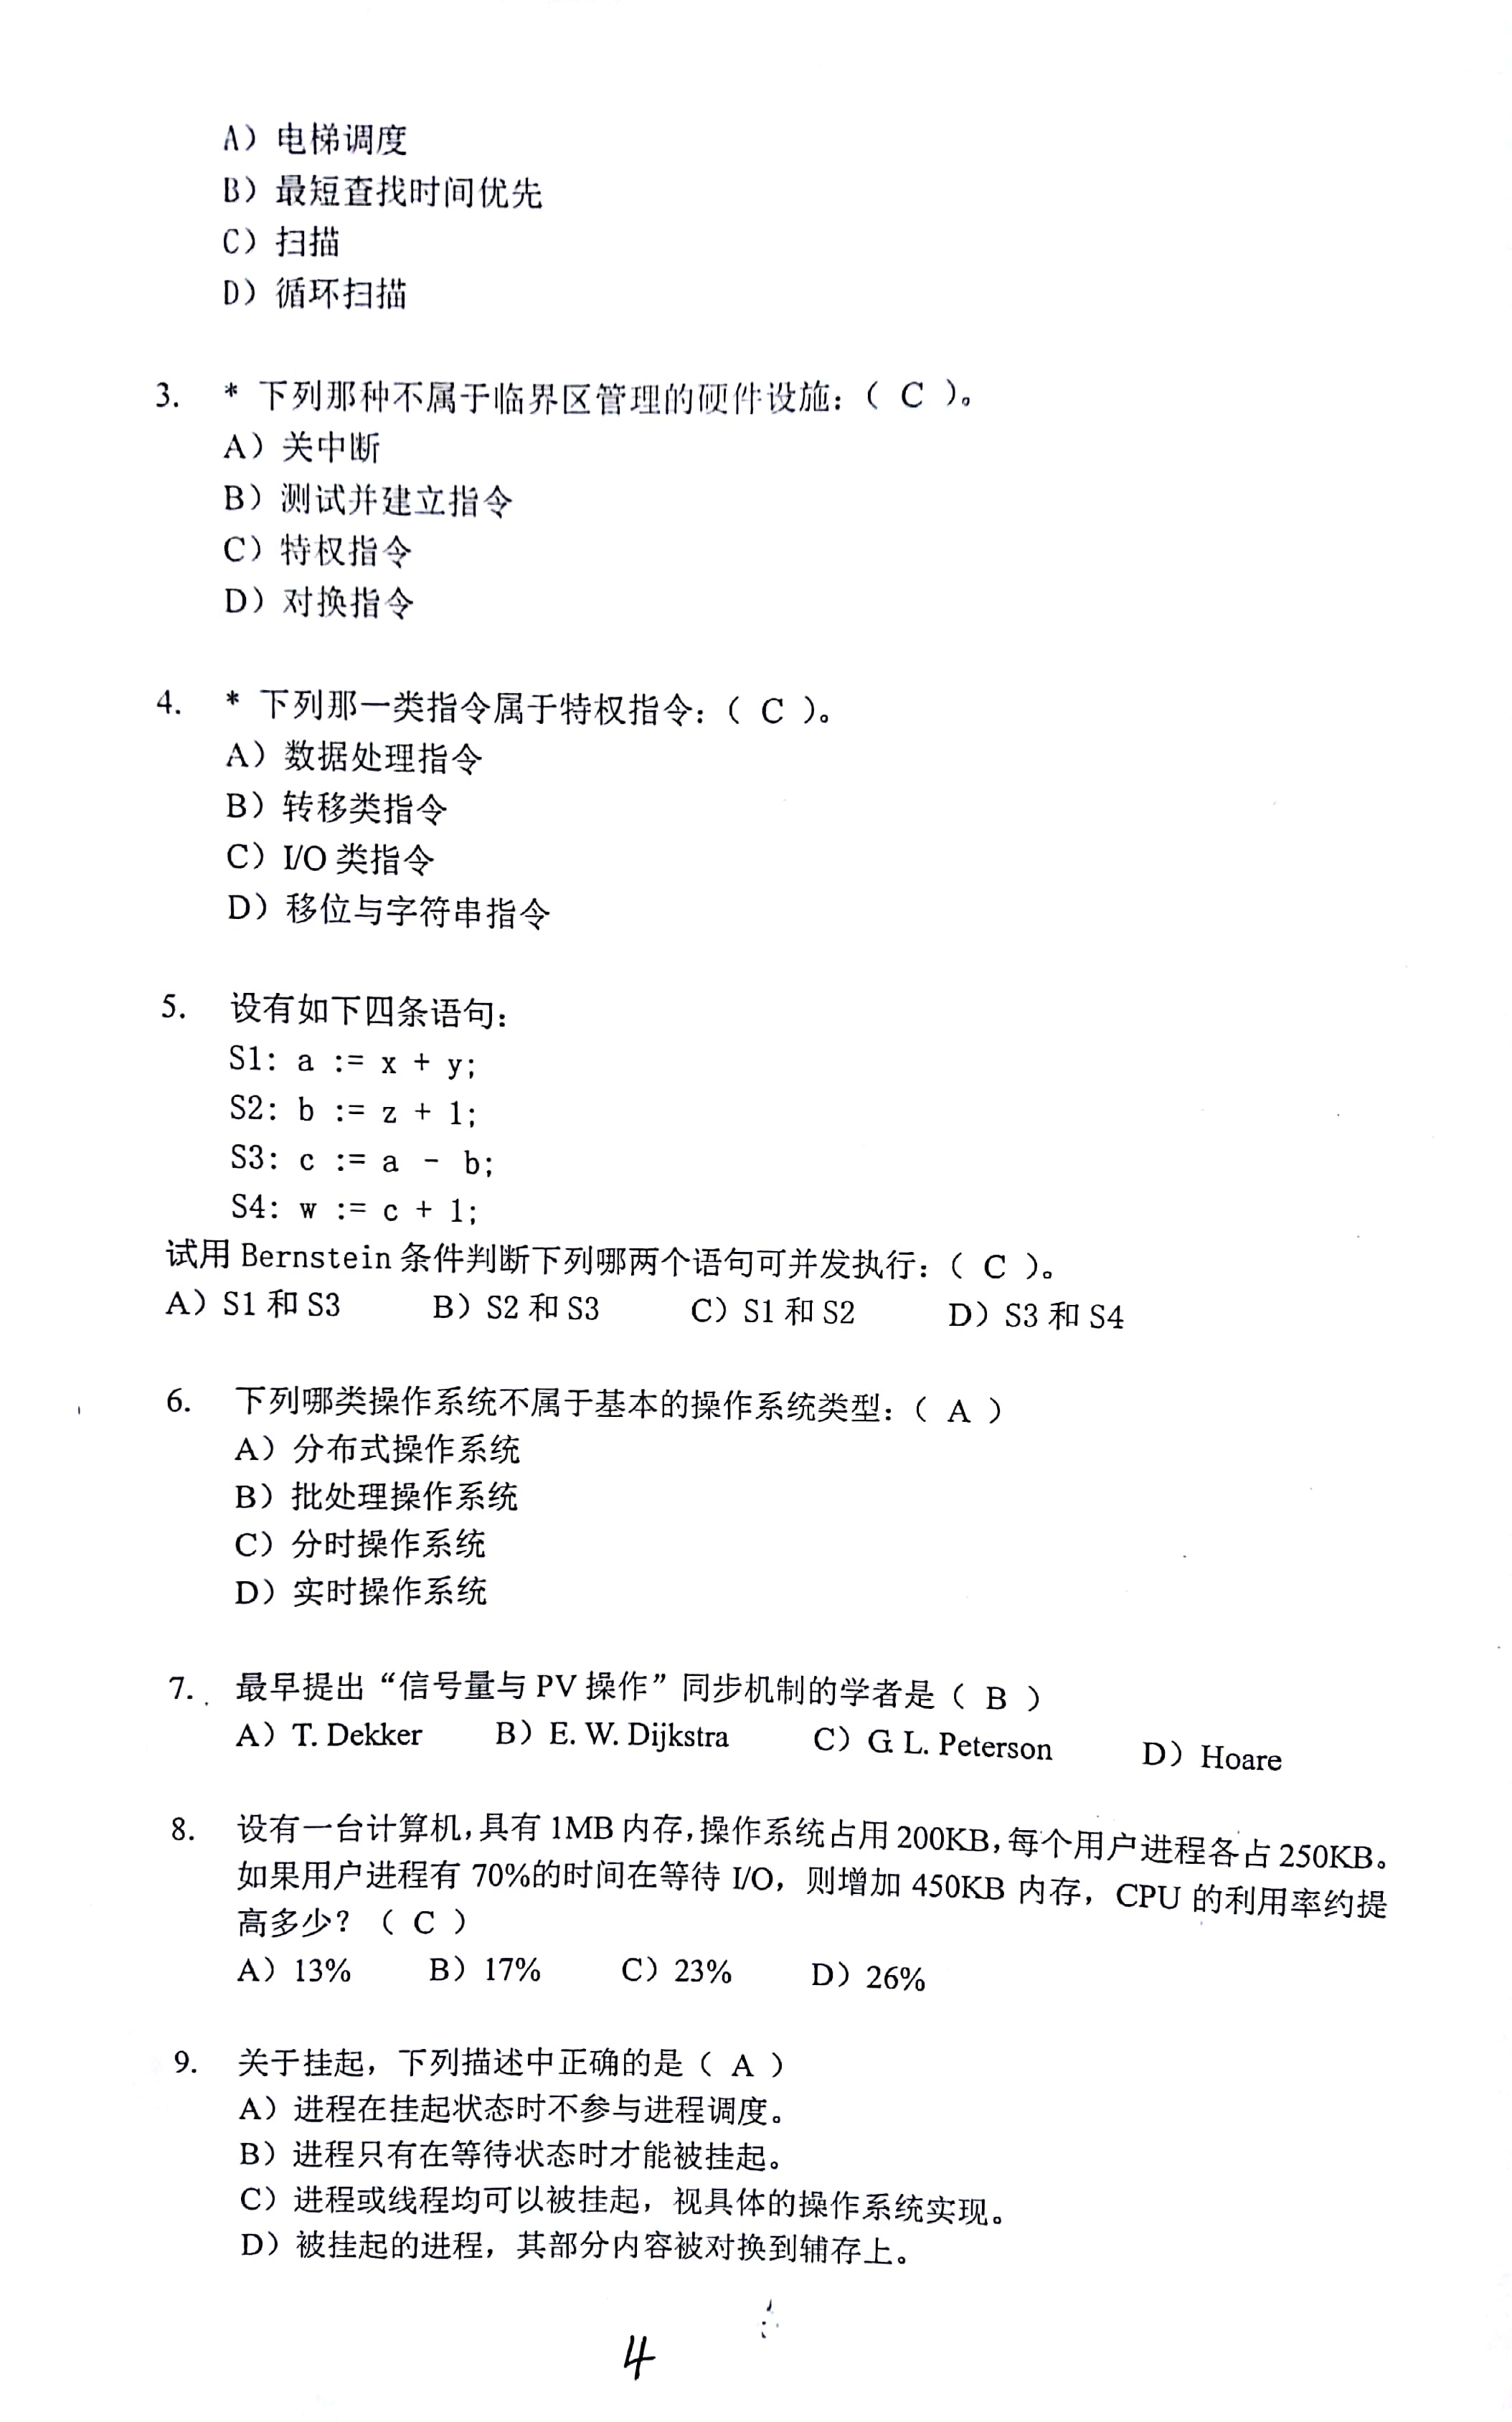 A）电梯调度
B）最短查找时间优先
C）扫描
D）循环扫描
3. * 下列那种不属于临界区管理的硬件设施：（ C ）。
A）关中断
B）测试并建立指令
C）特权指令
D）对换指令
4. * 下列那一类指令属于特权指令：（ C ）。
A）数据处理指令
B）转移类指令
C）I/O 类指令
D）移位与字符串指令
5. 设有如下四条语句：
S1: a := x + y;
S2: b := z + 1;
S3: c := a - b;
S4: w := c + 1;
试用 Bernstein 条件判断下列哪两个语句可并发执行：（ C ）。
A）S1 和 S3 B）S2 和 S3 C）S1 和 S2 D）S3 和 S4
6. 下列哪类操作系统不属于基本的操作系统类型：（ A ）
A）分布式操作系统
B）批处理操作系统
C）分时操作系统
D）实时操作系统
7. 最早提出“信号量与 PV 操作”同步机制的学者是（ B ）
A）T. Dekker B）E. W. Dijkstra C）G. L. Peterson D）Hoare
8. 设有一台计算机，具有 1MB 内存，操作系统占用 200KB，每个用户进程各占 250KB。
如果用户进程有 70%的时间在等待 I/O，则增加 450KB 内存，CPU 的利用率约提
高多少？（ C ）
A）13% B）17% C）23% D）26%
9. 关于挂起，下列描述中正确的是（ A ）
A）进程在挂起状态时不参与进程调度。
B）进程只有在等待状态时才能被挂起。
C）进程或线程均可以被挂起，视具体的操作系统实现。
D）被挂起的进程，其部分内容被对换到辅存上。
4